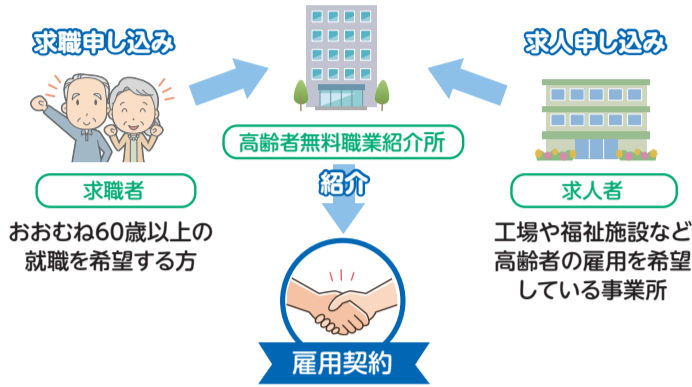 求職申し込み
求人申し込み
高齢者無料職業紹介所
紹介
求職者
おおむね60歳以上の
就職を希望する方
求人者
工場や福祉施設など
高齢者の雇用を希望
している事業所
雇用契約